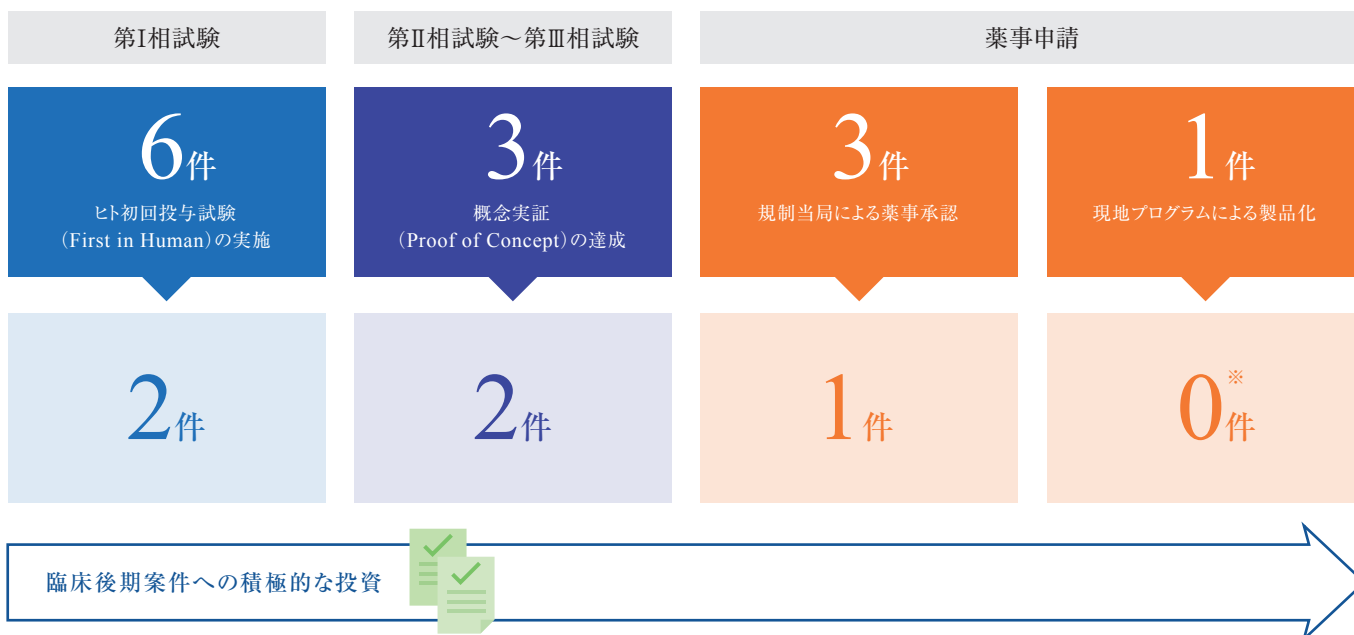 第Ⅰ相試験
第Ⅱ相試験～第Ⅲ相試験
薬事申請
6件
ヒト初回投与試験
（First in Human）の実施
3件
概念実証
（Proof of Concept）の達成
3件
規制当局による薬事承認
1件
現地プログラムによる製品化
2件
2件
1件
0※件
臨床後期案件への積極的な投資